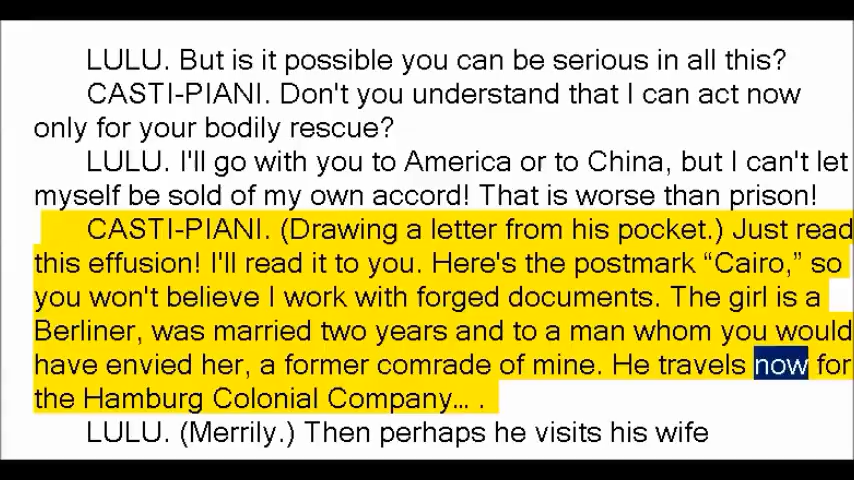 LULU. But is it possible you can be serious in all this?
CASTI-PIANI. Don't you understand that I can act now
only for your bodily rescue?
LULU. I'll go with you to America or to China, but I can't let
myself be sold of my own accord! That is worse than prison!
CASTI-PIANI. (Drawing a letter from his pocket.) Just read
this effusion! I'll read it to you. Here's the postmark “Cairo,” so
you won't believe I work with forged documents. The girl is a
Berliner, was married two years and to a man whom you would
have envied her, a former comrade of mine. He travels now for
the Hamburg Colonial Company... .
LULU. (Merrily.) Then perhaps he visits his wife